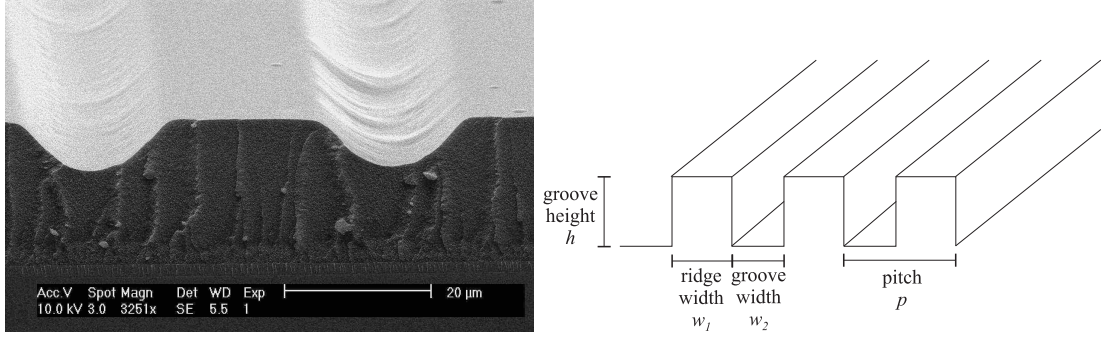 Acc.V Spot Magn Det WD Exp 20 µm
10.0 kV 3.0 3251x SE 5.5 1
groove
height
h
ridge
width
w1
groove
width
w2
pitch
p